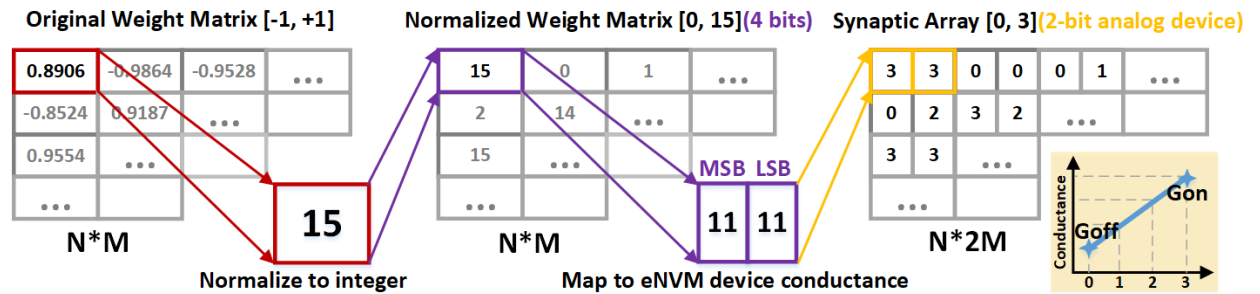 Original Weight Matrix [-1, +1]
Normalized Weight Matrix [0, 15](4 bits)
Synaptic Array [0, 3](2-bit analog device)
0.8906 -0.9864 -0.9528 ...
-0.8524 0.9187 ...
0.9554 ...
...
N*M
15
Normalize to integer
15 0 1 ...
2 14 ...
15 ...
...
N*M
MSB LSB
11 11
Map to eNVM device conductance
3 3 0 0 0 1 ...
0 2 3 2 ...
3 3 ...
...
N*2M
Conductance
Gon
Goff
0 1 2 3